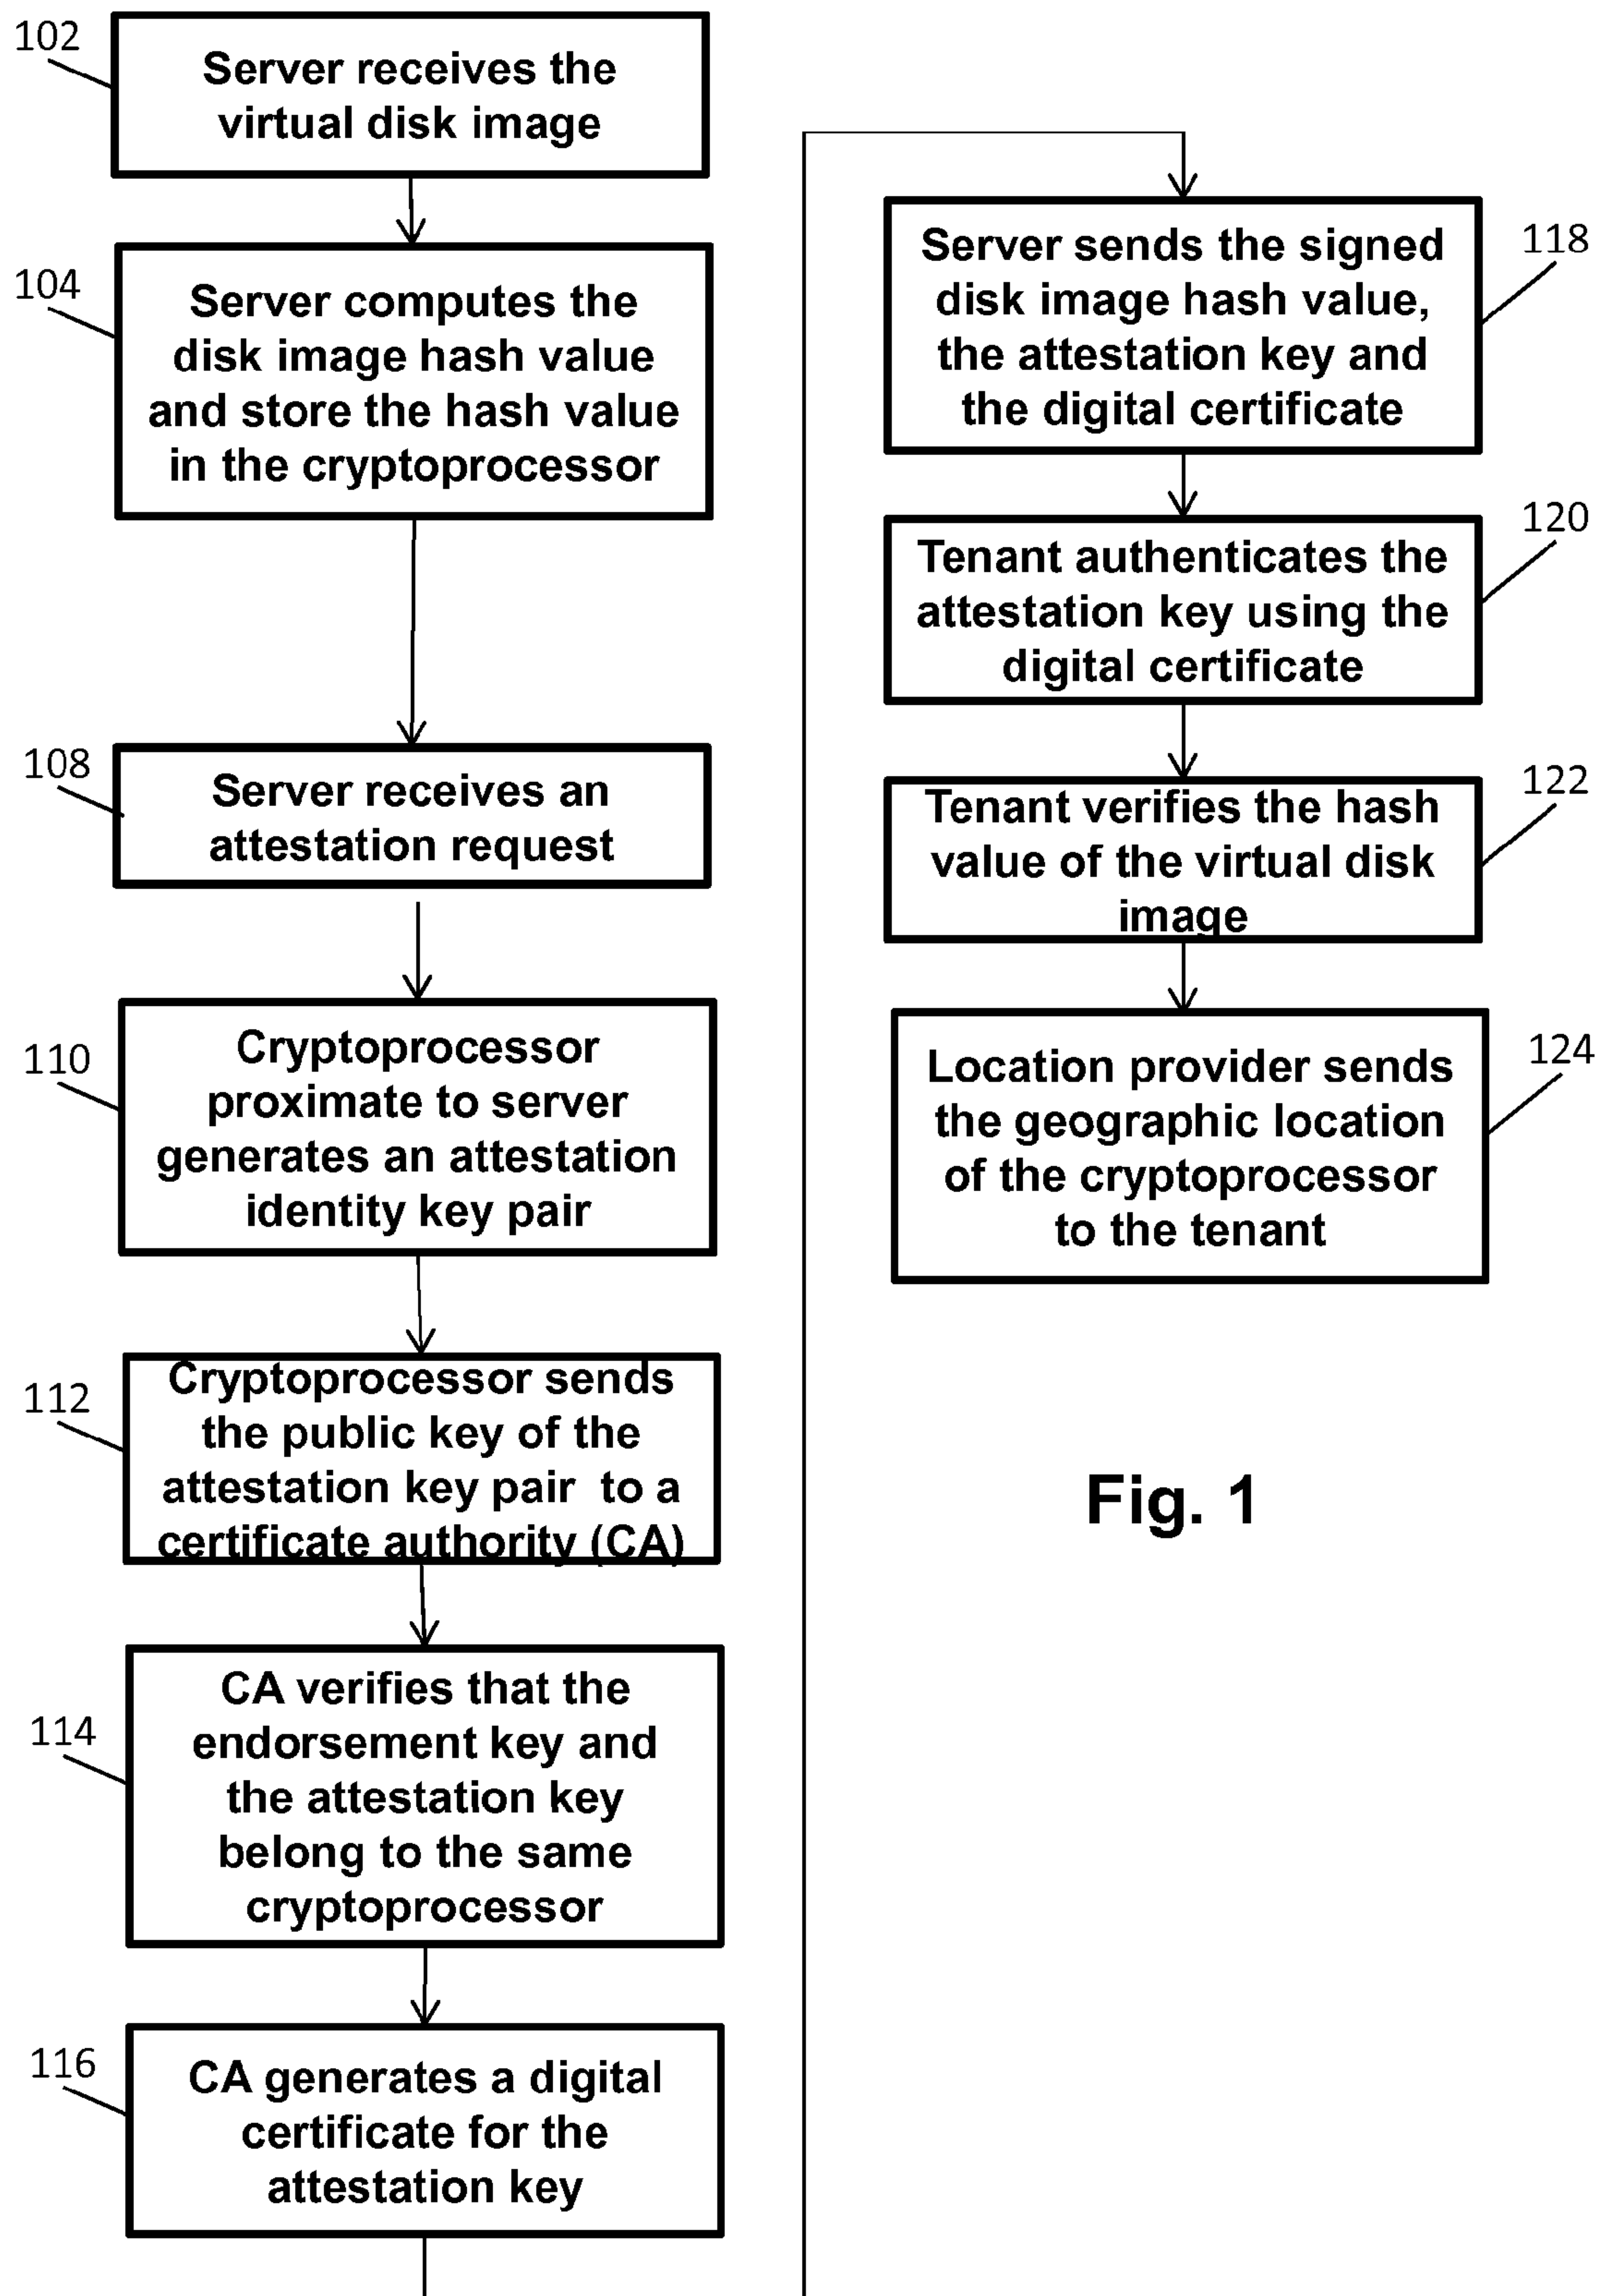 102
Server receives the
virtual disk image
104
Server computes the
disk image hash value
and store the hash value
in the cryptoprocessor
108
Server receives an
attestation request
110
Cryptoprocessor
proximate to server
generates an attestation
identity key pair
112
Cryptoprocessor sends
the public key of the
attestation key pair  to a
certificate authority (CA)
114
CA verifies that the
endorsement key and
the attestation key
belong to the same
cryptoprocessor
116
CA generates a digital
certificate for the
attestation key
118
Server sends the signed
disk image hash value,
the attestation key and
the digital certificate
120
Tenant authenticates the
attestation key using the
digital certificate
122
Tenant verifies the hash
value of the virtual disk
image
124
Location provider sends
the geographic location
of the cryptoprocessor
to the tenant
Fig. 1